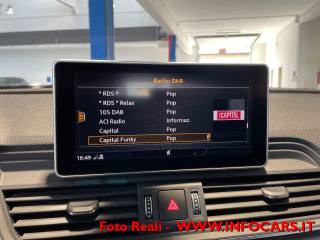 Radio: DAB
* RDS * Pop
* RDS * Relax Pop
105 DAB Pop
ACI Radio Informaz.
Capital Pop
CAPITAL
Capital Funky Pop
16:49
Foto Reali - WWW.INFOCARS.IT